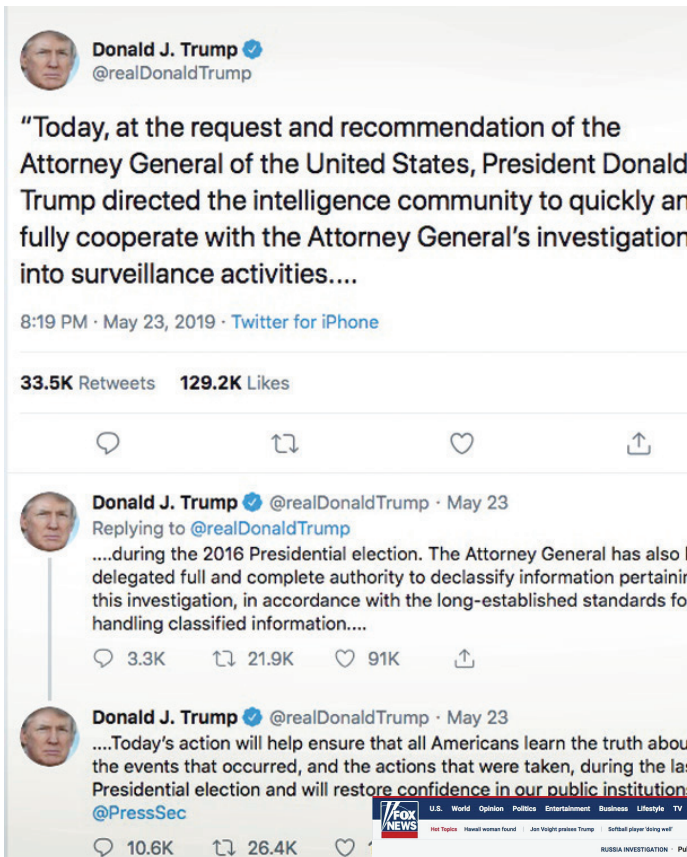 Donald J. Trump
@realDonaldTrump
“Today, at the request and recommendation of the
Attorney General of the United States, President Donald
Trump directed the intelligence community to quickly an
fully cooperate with the Attorney General’s investigation
into surveillance activities....
8:19 PM · May 23, 2019 · Twitter for iPhone
33.5K Retweets 129.2K Likes
Donald J. Trump @realDonaldTrump · May 23
Replying to @realDonaldTrump
....during the 2016 Presidential election. The Attorney General has also
delegated full and complete authority to declassify information pertaini
this investigation, in accordance with the long-established standards fo
handling classified information....
3.3K 21.9K 91K
Donald J. Trump @realDonaldTrump · May 23
....Today’s action will help ensure that all Americans learn the truth abou
the events that occurred, and the actions that were taken, during the las
Presidential election and will restore confidence in our public institution
@PressSec
10.6K 26.4K
FOX
NEWS
U.S. World Opinion Politics Entertainment Business Lifestyle TV
Hot Topics Hawaii woman found Jon Voight praises Trump Softball player 'doing well'
RUSSIA INVESTIGATION · Pu